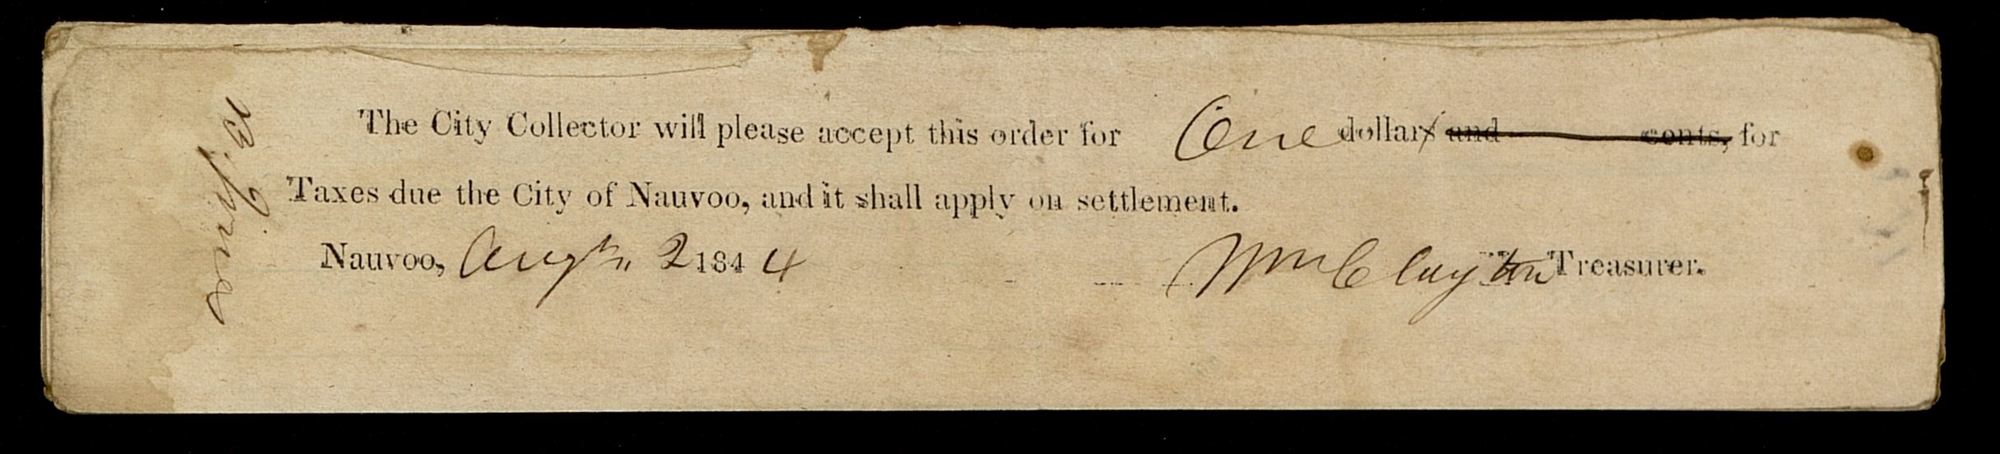 The City Collector will please accept this order for One dollars and cents, for
Taxes due the City of Nauvoo, and it shall apply on settlement.
Nauvoo, Augt. 2 1844 Wm Clayton Treasurer.